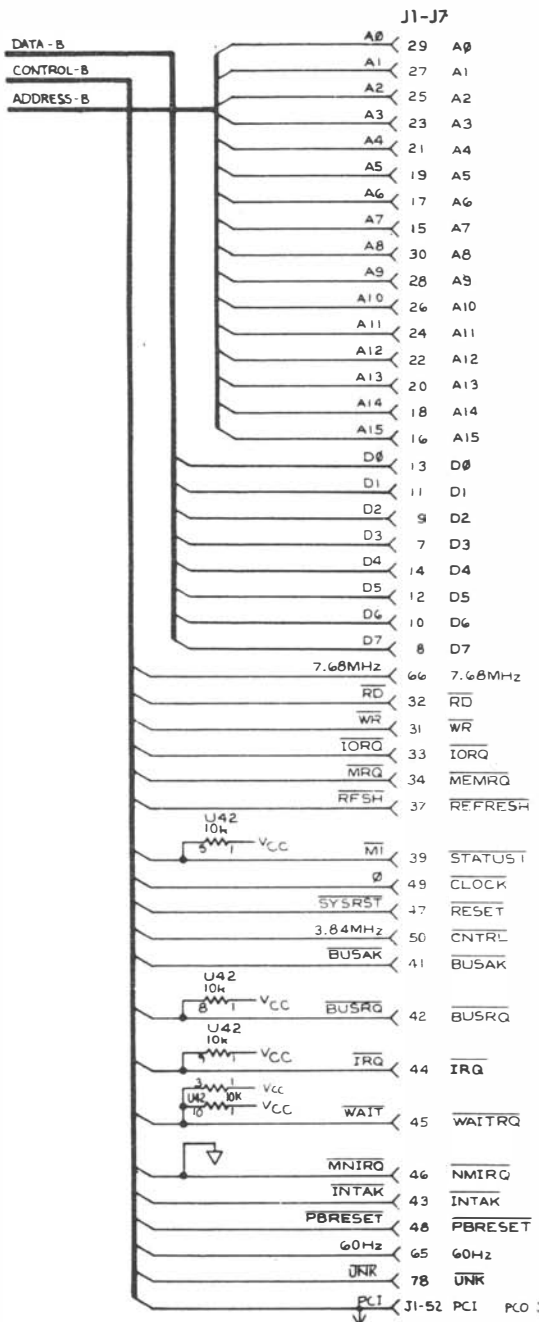 J1-J7
DATA-B
CONTROL-B
ADDRESS-B
AØ 29 AØ
A1 27 A1
A2 25 A2
A3 23 A3
A4 21 A4
A5 19 A5
A6 17 A6
A7 15 A7
A8 30 A8
A9 28 A9
A10 26 A10
A11 24 A11
A12 22 A12
A13 20 A13
A14 18 A14
A15 16 A15
DØ 13 DØ
D1 11 D1
D2 9 D2
D3 7 D3
D4 14 D4
D5 12 D5
D6 10 D6
D7 8 D7
7.68MHz 66 7.68MHz
RD 32 RD
WR 31 WR
IORQ 33 IORQ
MRQ 34 MEMRQ
RFSH 37 REFRESH
U42
10k
5 1 VCC
M1 39 STATUS 1
Ø 49 CLOCK
SYSRST 47 RESET
3.84MHz 50 CNTRL
BUSAK 41 BUSAK
U42
10k
8 1 VCC
BUSRQ 42 BUSRQ
U42
10k
1 VCC
IRQ 44 IRQ
3 1 VCC
U42 10K
10 VCC
WAIT 45 WAITRQ
MNIRQ 46 NMIRQ
INTAK 43 INTAK
PBRESET 48 PBRESET
60Hz 65 60Hz
UNK 78 UNK
PCI J1-52 PCI PCO